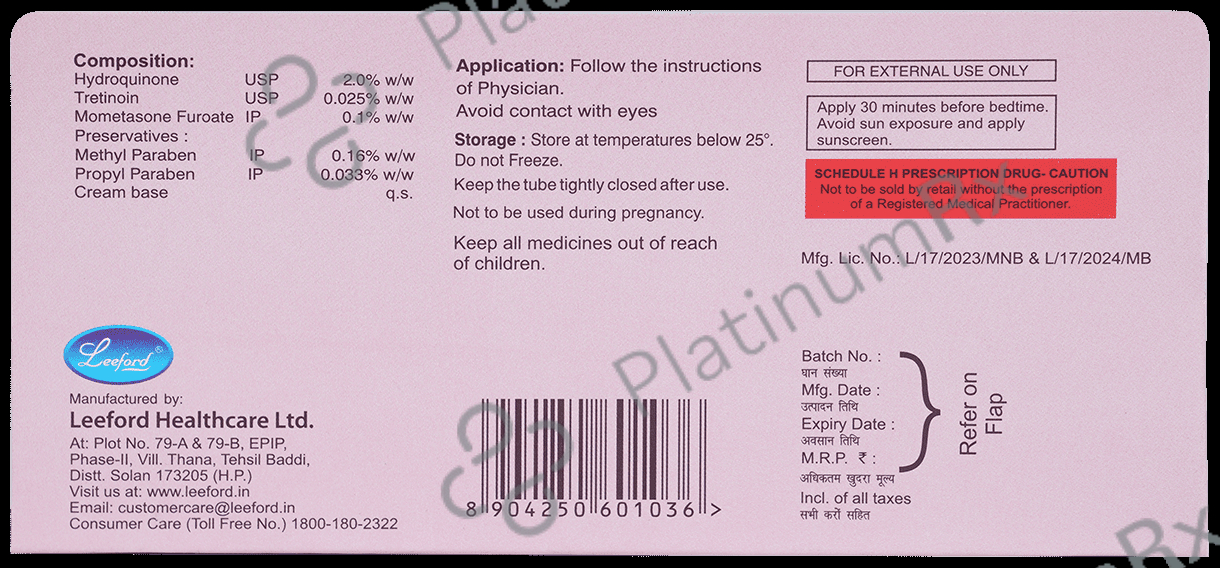 Composition:
Hydroquinone USP 2.0% w/w
Tretinoin USP 0.025% w/w
Mometasone Furoate IP 0.1% w/w
Preservatives :
Methyl Paraben IP 0.16% w/w
Propyl Paraben IP 0.033% w/w
Cream base q.s.
Application: Follow the instructions
of Physician.
Avoid contact with eyes
Storage : Store at temperatures below 25°.
Do not Freeze.
Keep the tube tightly closed after use.
Not to be used during pregnancy.
Keep all medicines out of reach
of children.
FOR EXTERNAL USE ONLY
Apply 30 minutes before bedtime.
Avoid sun exposure and apply
sunscreen.
SCHEDULE H PRESCRIPTION DRUG- CAUTION
Not to be sold by retail without the prescription
of a Registered Medical Practitioner.
Mfg. Lic. No.: L/17/2023/MNB & L/17/2024/MB
Leeford®
Manufactured by:
Leeford Healthcare Ltd.
At: Plot No. 79-A & 79-B, EPIP,
Phase-II, Vill. Thana, Tehsil Baddi,
Distt. Solan 173205 (H.P.)
Visit us at: www.leeford.in
Email: customercare@leeford.in
Consumer Care (Toll Free No.) 1800-180-2322
8 904250 601036 >
Batch No. :
घान संख्या
Mfg. Date :
उत्पादन तिथि
Expiry Date :
अवसान तिथि
M.R.P. ₹ :
अधिकतम खुदरा मूल्य
Incl. of all taxes
सभी करों सहित
Refer on
Flap
Platinum
PlatinumRx
Rx